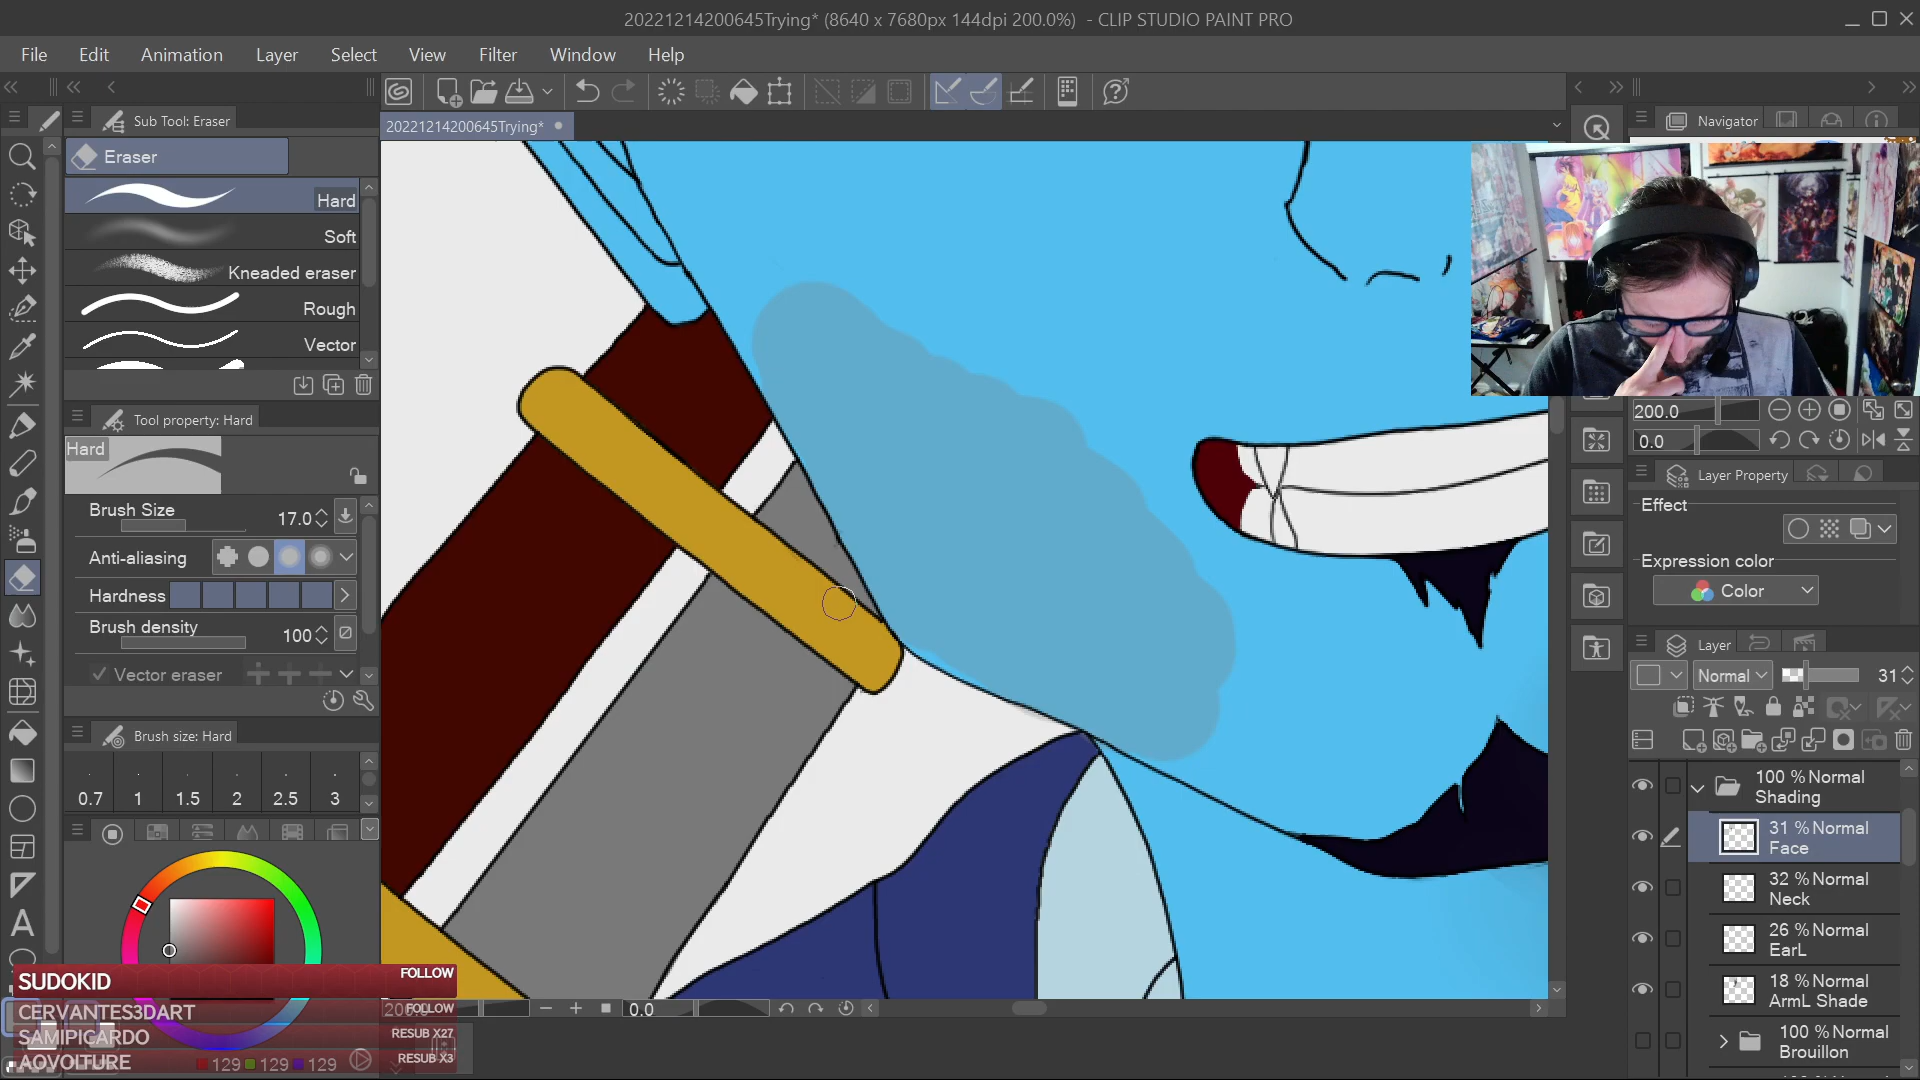 20221214200645Trying* (8640 x 7680px 144dpi 200.0%) - CLIP STUDIO PAINT PRO
File Edit Animation Layer Select View Filter Window Help
Sub Tool: Eraser
20221214200645Trying*
Navigator
Eraser
Hard
Soft
Kneaded eraser
Rough
Vector
Tool property: Hard
Hard
Brush Size 17.0
Anti-aliasing
Hardness
Brush density 100
Vector eraser
Brush size: Hard
0.7 1 1.5 2 2.5 3
200.0
0.0
Layer Property
Effect
Expression color
Color
Layer
Normal 31
100 % Normal
Shading
31 % Normal
Face
32 % Normal
Neck
26 % Normal
EarL
18 % Normal
ArmL Shade
100 % Normal
Brouillon
SUDOKID FOLLOW
CERVANTES3DART FOLLOW
SAMIPICARDO RESUB X27
AOVOLTURE RESUB X3
129 129 129
0.0